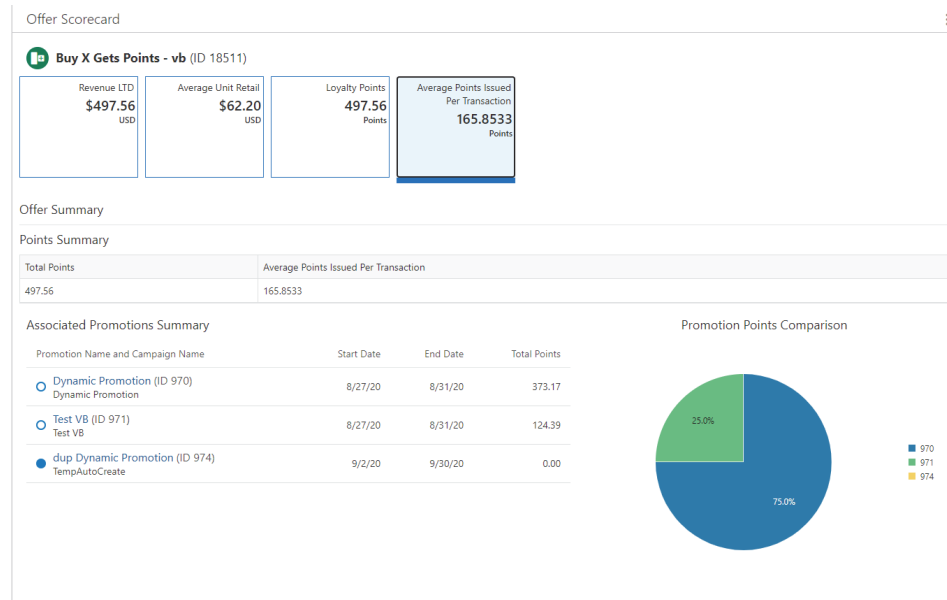 Offer Scorecard
Buy X Gets Points - vb (ID 18511)
Revenue LTD
$497.56
USD
Average Unit Retail
$62.20
USD
Loyalty Points
497.56
Points
Average Points Issued
Per Transaction
165.8533
Points
Offer Summary
Points Summary
Total Points Average Points Issued Per Transaction
497.56 165.8533
Associated Promotions Summary
Promotion Name and Campaign Name Start Date End Date Total Points
Dynamic Promotion (ID 970)
Dynamic Promotion
8/27/20 8/31/20 373.17
Test VB (ID 971)
Test VB
8/27/20 8/31/20 124.39
dup Dynamic Promotion (ID 974)
TempAutoCreate
9/2/20 9/30/20 0.00
Promotion Points Comparison
25.0%
75.0%
970
971
974